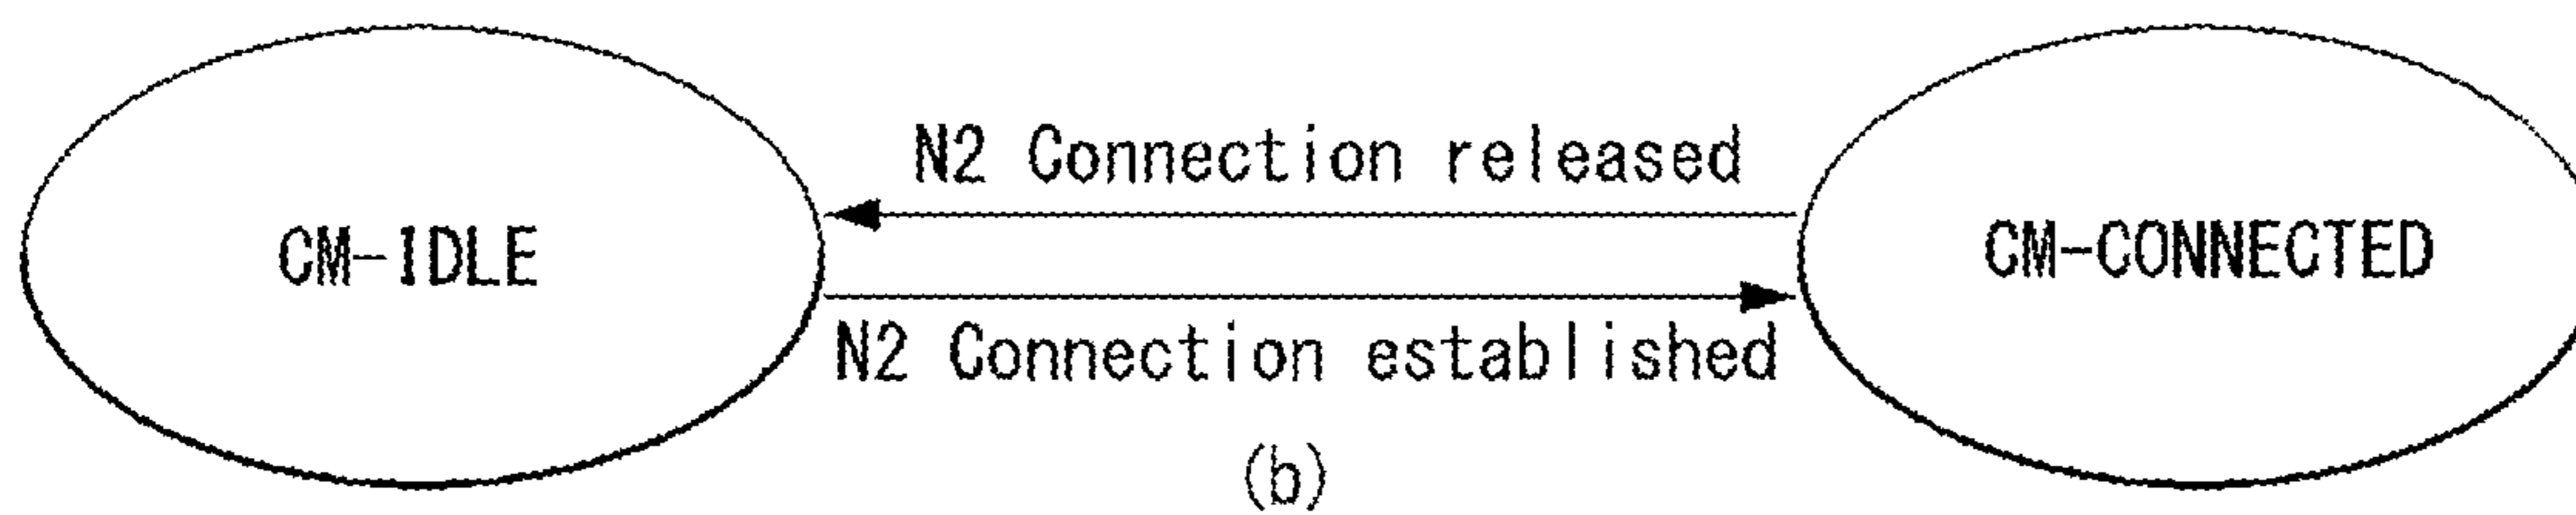 N2 Connection released
CM-IDLE
CM-CONNECTED
N2 Connection established
(b)